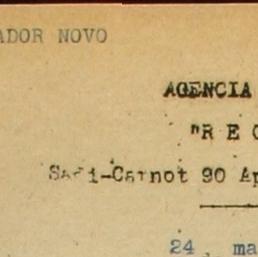 ADOR NOVO
AGENCIA
"R E C
Sadi-Carnot 90 Ap
24 , ma